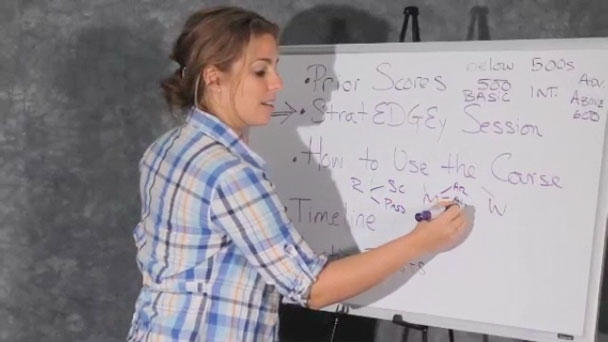 • Prior Scores
below 500 BASIC
500s INT.
Adv. Above 600
→ • StratEDGEy Session
• How to Use the Course
R Sc Pass
M Ar
W
Timeline